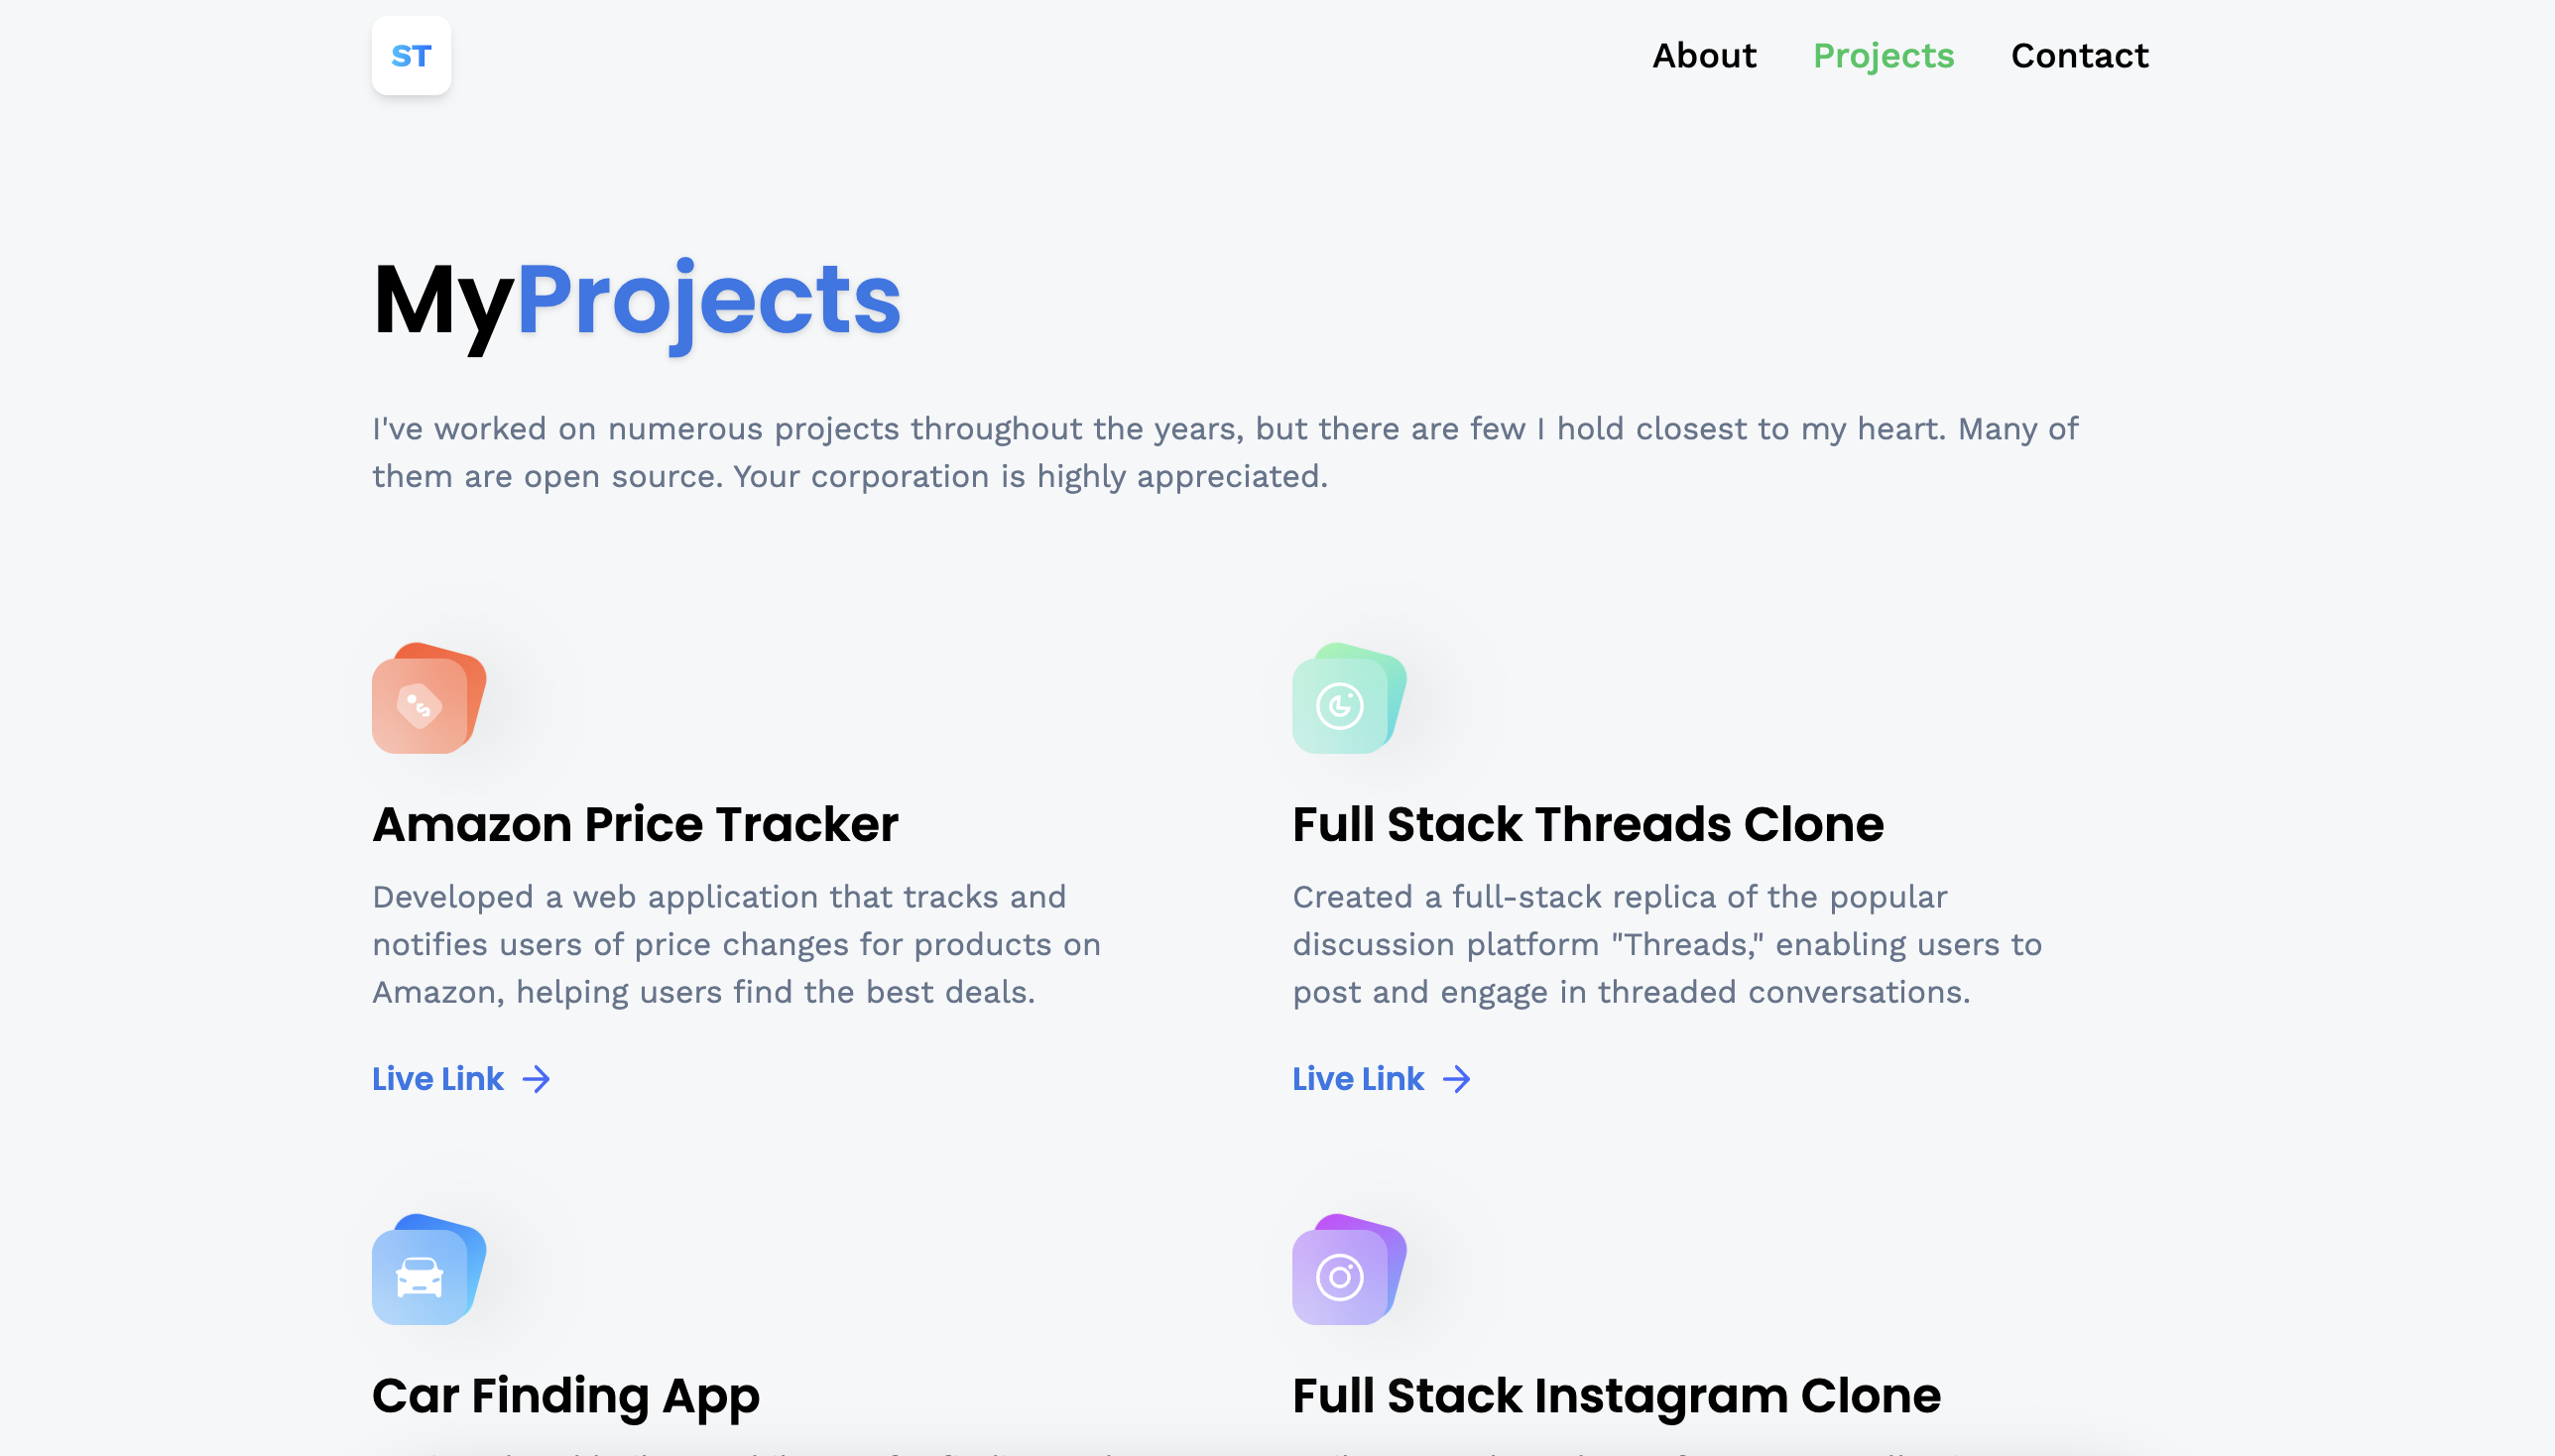 ST
About Projects Contact
MyProjects
I've worked on numerous projects throughout the years, but there are few I hold closest to my heart. Many of
them are open source. Your corporation is highly appreciated.
Amazon Price Tracker
Developed a web application that tracks and
notifies users of price changes for products on
Amazon, helping users find the best deals.
Live Link
Full Stack Threads Clone
Created a full-stack replica of the popular
discussion platform "Threads," enabling users to
post and engage in threaded conversations.
Live Link
Car Finding App
Full Stack Instagram Clone